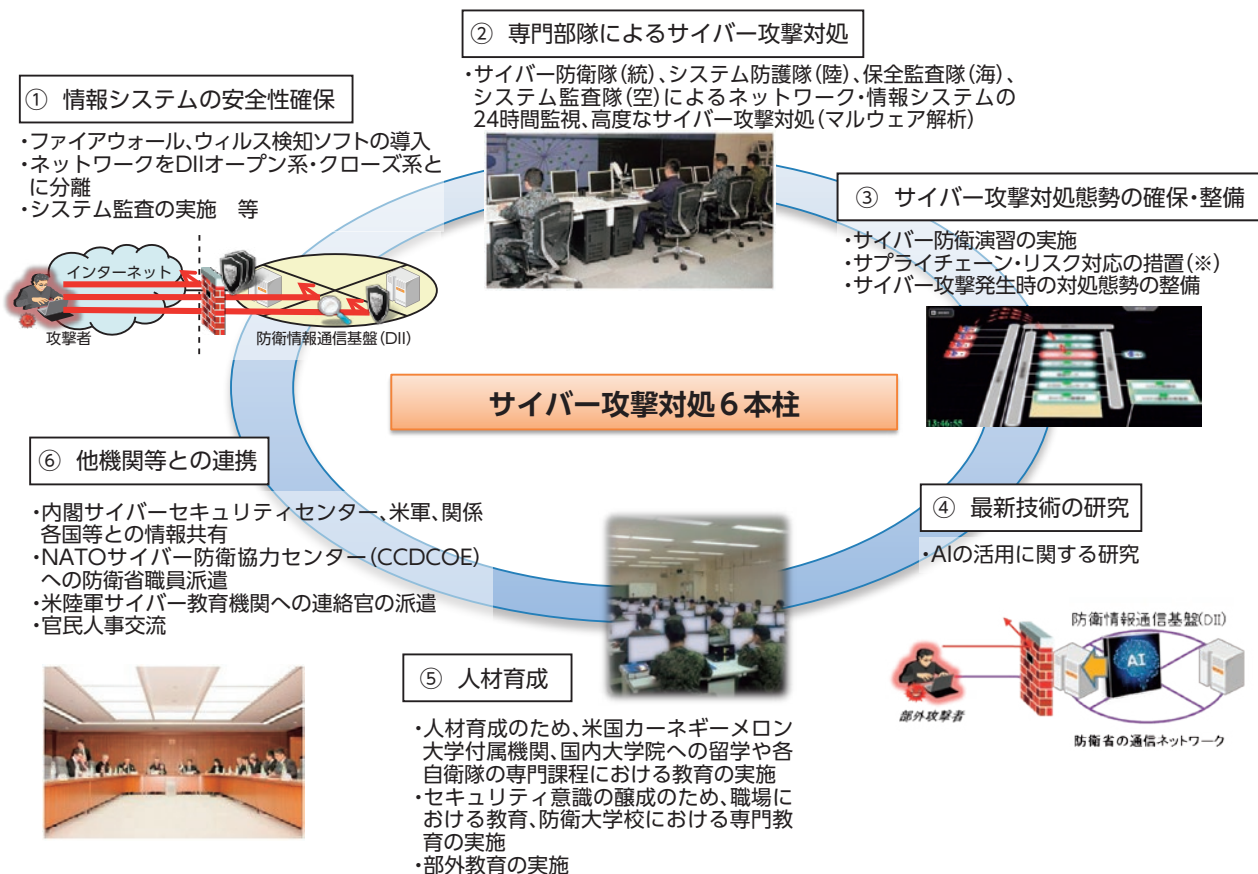 ① 情報システムの安全性確保
・ファイアウォール、ウィルス検知ソフトの導入
・ネットワークをDIIオープン系・クローズ系と
に分離
・システム監査の実施　等
インターネット
攻撃者
防衛情報通信基盤(DII)
② 専門部隊によるサイバー攻撃対処
・サイバー防衛隊(統)、システム防護隊(陸)、保全監査隊(海)、
システム監査隊(空)によるネットワーク・情報システムの
24時間監視、高度なサイバー攻撃対処(マルウェア解析)
③ サイバー攻撃対処態勢の確保・整備
・サイバー防衛演習の実施
・サプライチェーン・リスク対応の措置(※)
・サイバー攻撃発生時の対処態勢の整備
13:46:55
サイバー攻撃対処６本柱
④ 最新技術の研究
・AIの活用に関する研究
防衛情報通信基盤(DII)
AI
部外攻撃者
防衛省の通信ネットワーク
⑤ 人材育成
・人材育成のため、米国カーネギーメロン
大学付属機関、国内大学院への留学や各
自衛隊の専門課程における教育の実施
・セキュリティ意識の醸成のため、職場に
おける教育、防衛大学校における専門教
育の実施
・部外教育の実施
⑥ 他機関等との連携
・内閣サイバーセキュリティセンター、米軍、関係
各国等との情報共有
・NATOサイバー防衛協力センター(CCDCOE)
への防衛省職員派遣
・米陸軍サイバー教育機関への連絡官の派遣
・官民人事交流